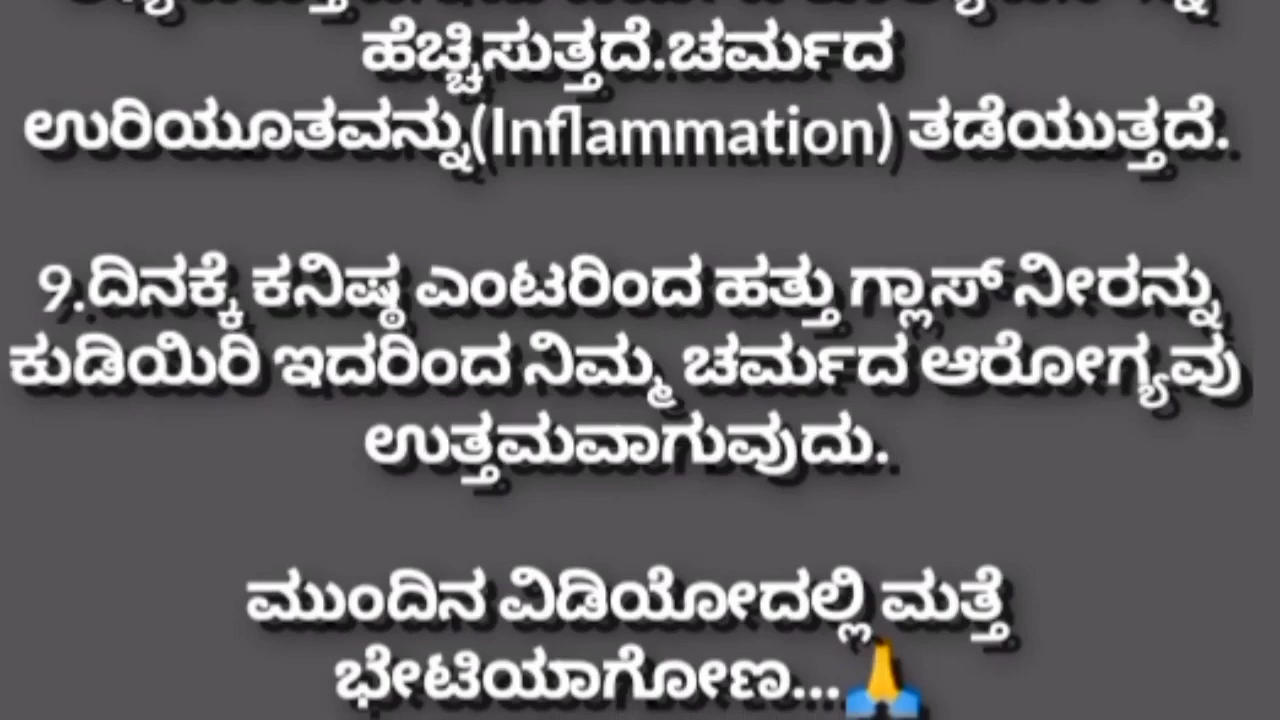 ಹೆಚ್ಚಿಸುತ್ತದೆ.ಚರ್ಮದ
ಉರಿಯೂತವನ್ನು(Inflammation) ತಡೆಯುತ್ತದೆ.
9.ದಿನಕ್ಕೆ ಕನಿಷ್ಠ ಎಂಟರಿಂದ ಹತ್ತು ಗ್ಲಾಸ್ ನೀರನ್ನು
ಕುಡಿಯಿರಿ ಇದರಿಂದ ನಿಮ್ಮ ಚರ್ಮದ ಆರೋಗ್ಯವು
ಉತ್ತಮವಾಗುವುದು.
ಮುಂದಿನ ವಿಡಿಯೋದಲ್ಲಿ ಮತ್ತೆ
ಭೇಟಿಯಾಗೋಣ...🙏